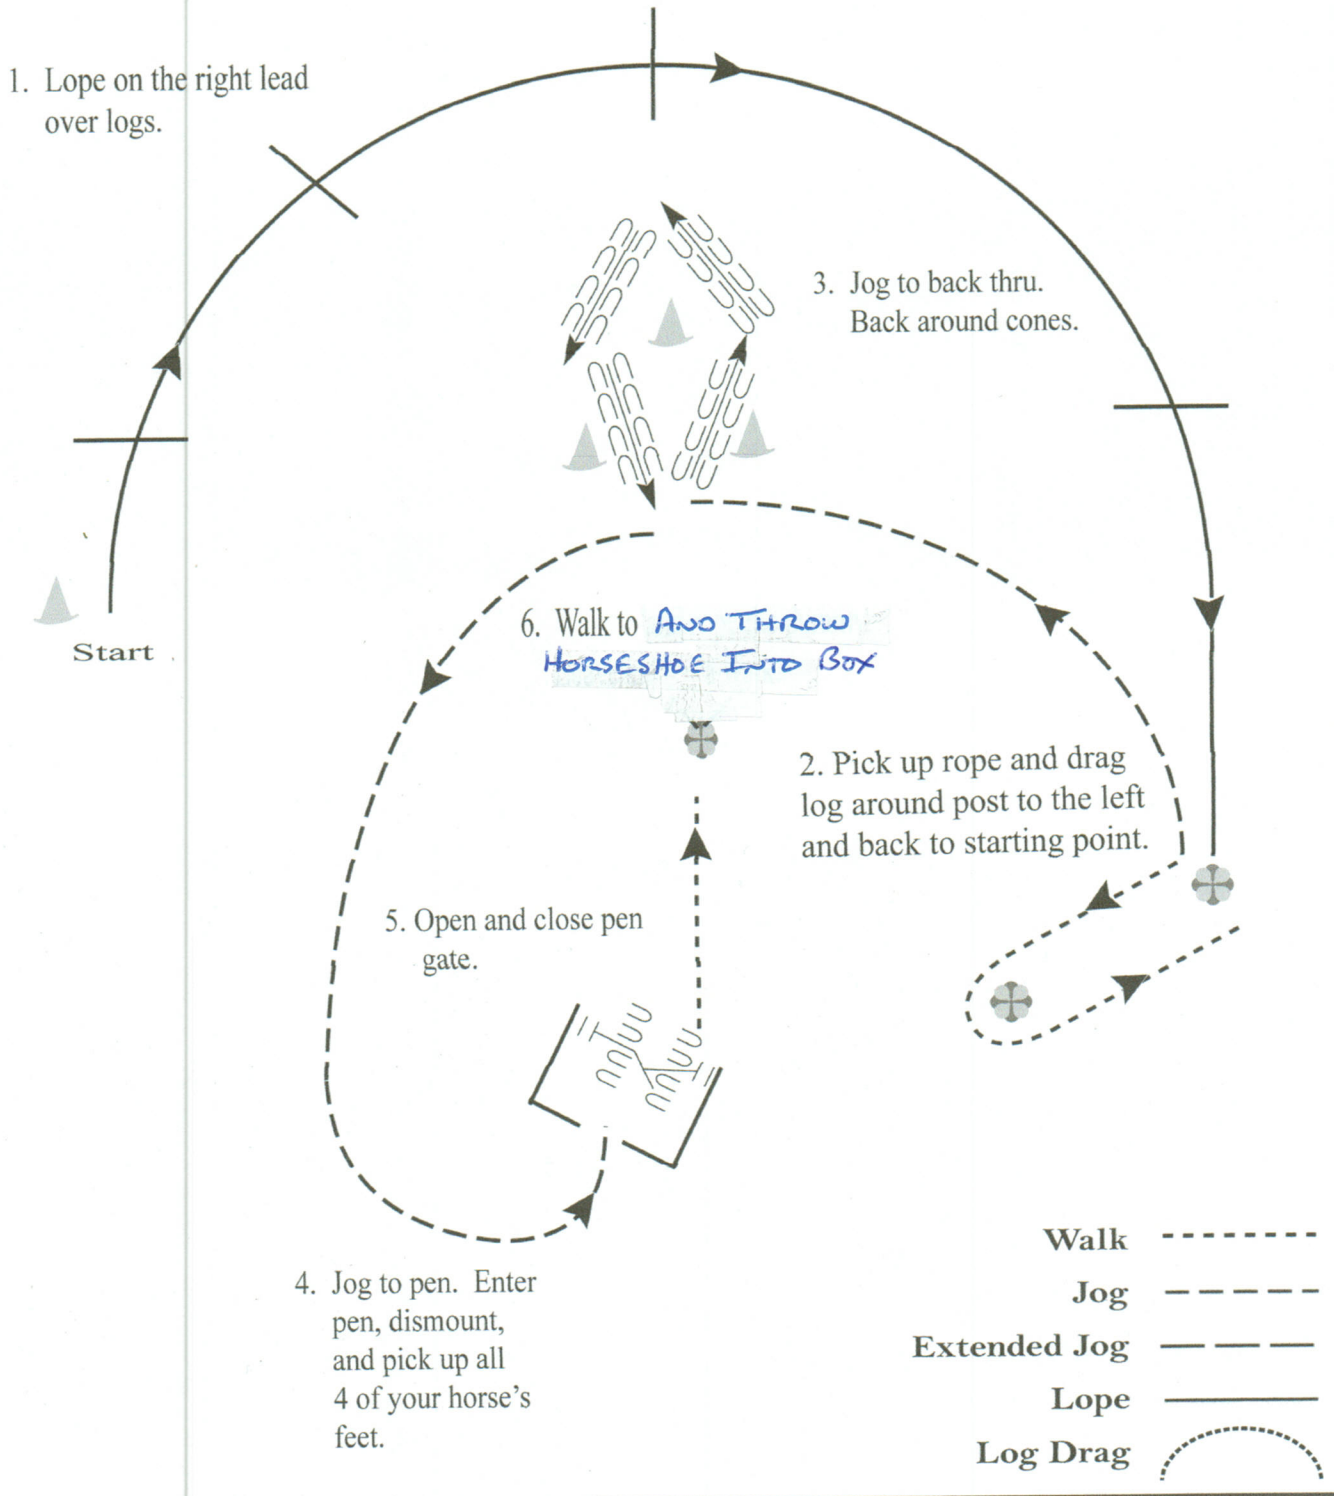 1. Lope on the right lead
over logs.
3. Jog to back thru.
Back around cones.
Start
6. Walk to AND THROW
HORSESHOE INTO BOX
2. Pick up rope and drag
log around post to the left
and back to starting point.
5. Open and close pen
gate.
4. Jog to pen. Enter
pen, dismount,
and pick up all
4 of your horse's
feet.
Walk
Jog
Extended Jog
Lope
Log Drag